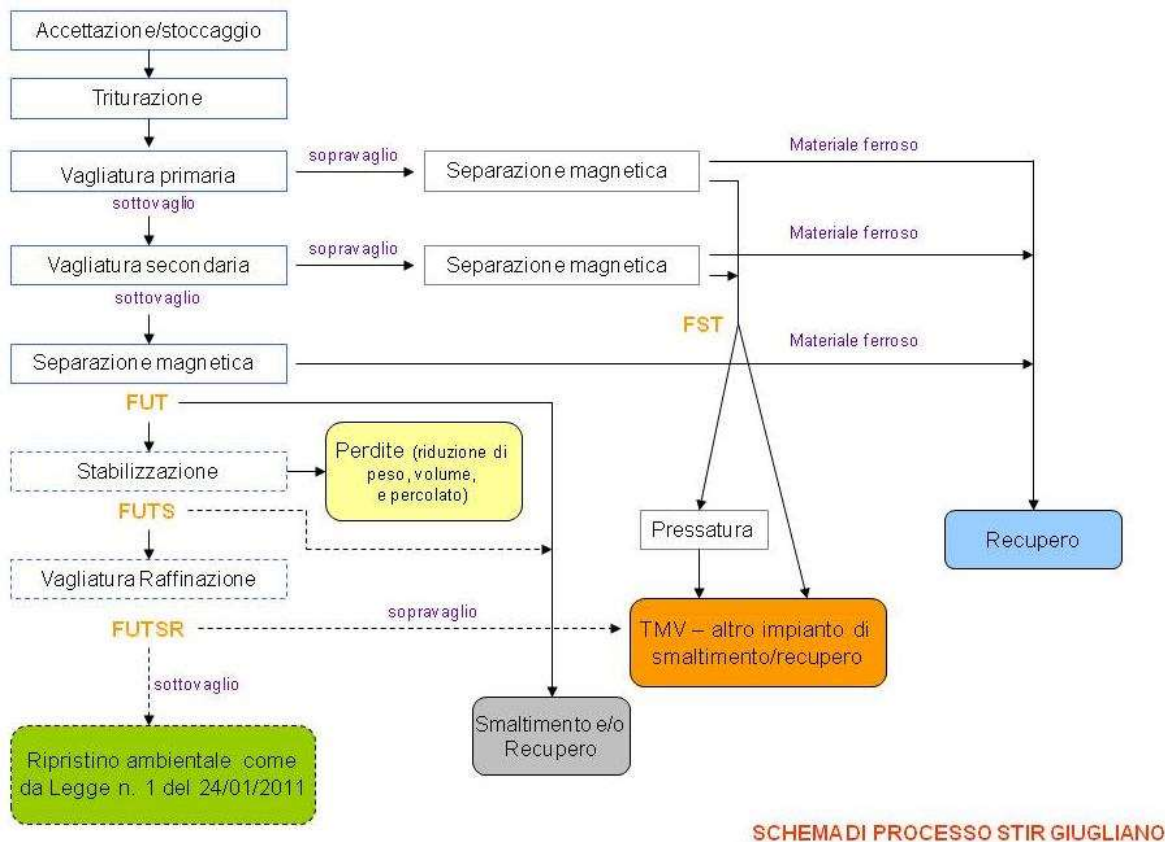 Accettazione/stoccaggio
Triturazione
Vagliatura primaria
sopravaglio
Separazione magnetica
Materiale ferroso
sottovaglio
Vagliatura secondaria
sopravaglio
Separazione magnetica
Materiale ferroso
sottovaglio
FST
Separazione magnetica
Materiale ferroso
FUT
Stabilizzazione
Perdite (riduzione di
peso, volume,
e percolato)
FUTS
Pressatura
Recupero
Vagliatura Raffinazione
FUTSR
sopravaglio
TMV – altro impianto di
smaltimento/recupero
sottovaglio
Smaltimento e/o
Recupero
Ripristino ambientale come
da Legge n. 1 del 24/01/2011
SCHEMA DI PROCESSO STIR GIUGLIANO